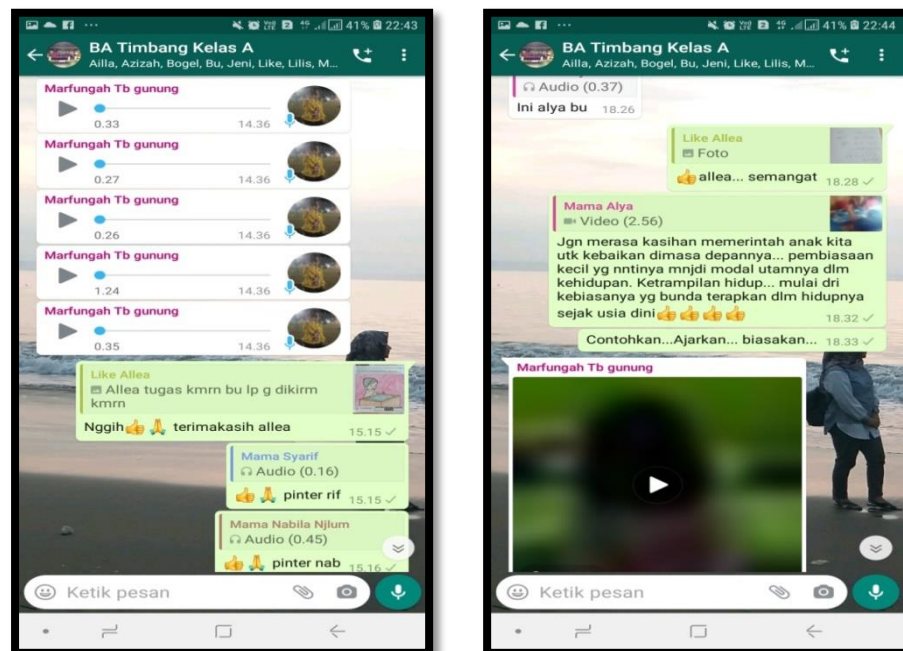 41% 22:43
BA Timbang Kelas A
Ailla, Azizah, Bogel, Bu, Jeni, Like, Lilis, M...
Marfungah Tb gunung
0.33 14.36
Marfungah Tb gunung
0.27 14.36
Marfungah Tb gunung
0.26 14.36
Marfungah Tb gunung
1.24 14.36
Marfungah Tb gunung
0.35 14.36
Like Allea
Allea tugas kmrn bu lp g dikirm
kmrn
Nggih👍🙏 terimakasih allea 15.15
Mama Syarif
Audio (0.16)
👍🙏 pinter rif 15.15
Mama Nabila Njlum
Audio (0.45)
👍🙏 pinter nab 15.16
Ketik pesan
41% 22:44
BA Timbang Kelas A
Ailla, Azizah, Bogel, Bu, Jeni, Like, Lilis, M...
Audio (0.37)
Ini alya bu 18.26
Like Allea
Foto
👍allea... semangat 18.28
Mama Alya
Video (2.56)
Jgn merasa kasihan memerintah anak kita
utk kebaikan dimasa depannya... pembiasaan
kecil yg nntinya mnjdi modal utamnya dlm
kehidupan. Ketrampilan hidup... mulai dri
kebiasanya yg bunda terapkan dlm hidupnya
sejak usia dini👍👍👍👍 18.32
Contohkan...Ajarkan... biasakan... 18.33
Marfungah Tb gunung
Ketik pesan